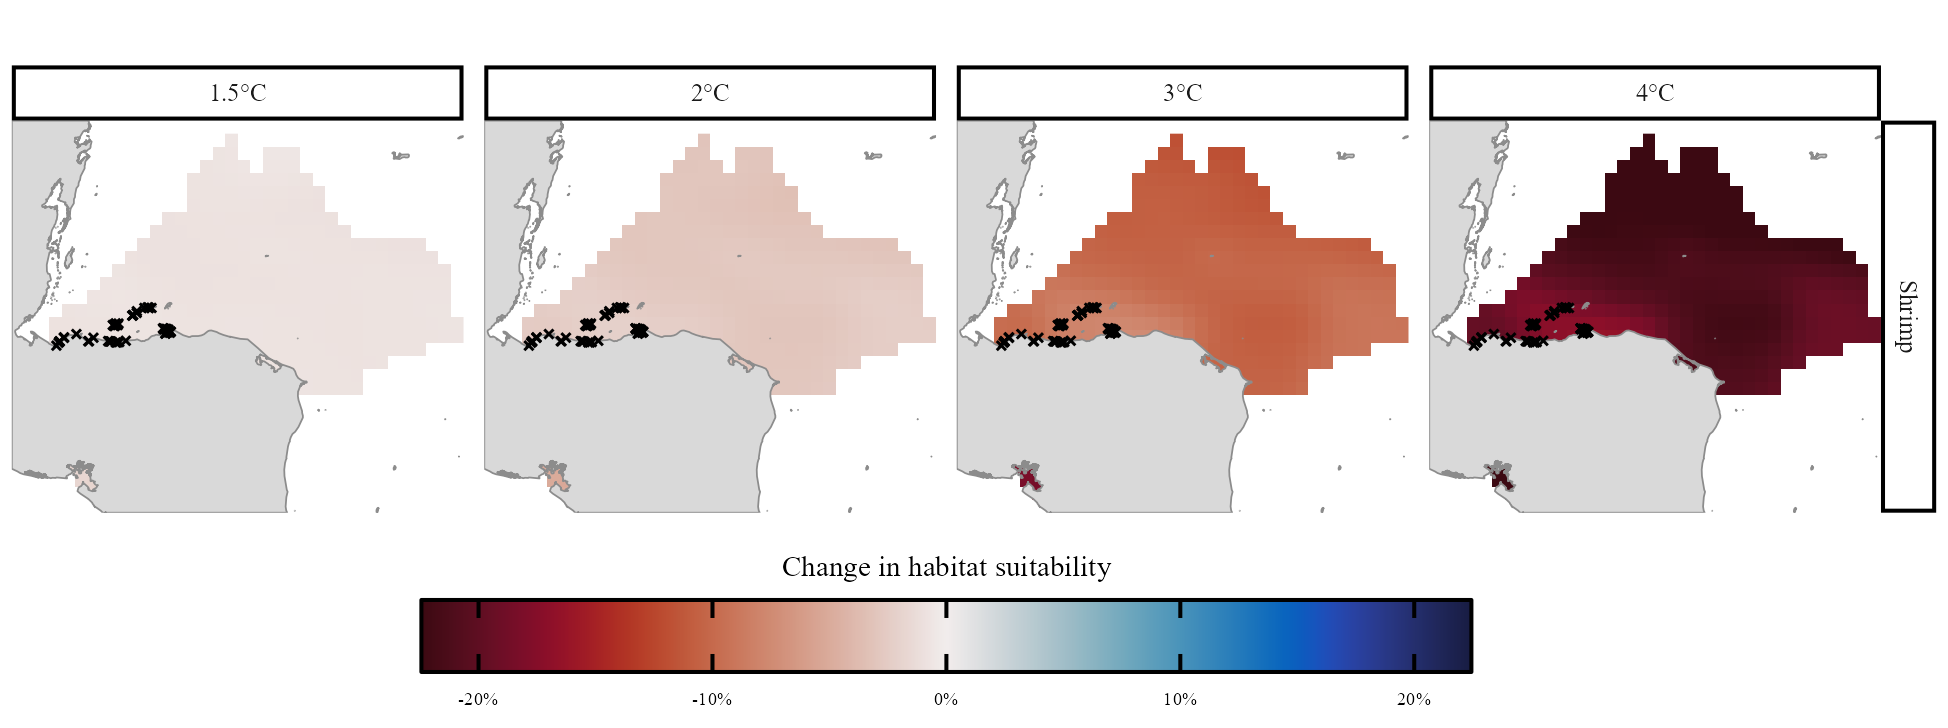 1.5°C
2°C
3°C
4°C
Shrimp
Change in habitat suitability
-20%
-10%
0%
10%
20%